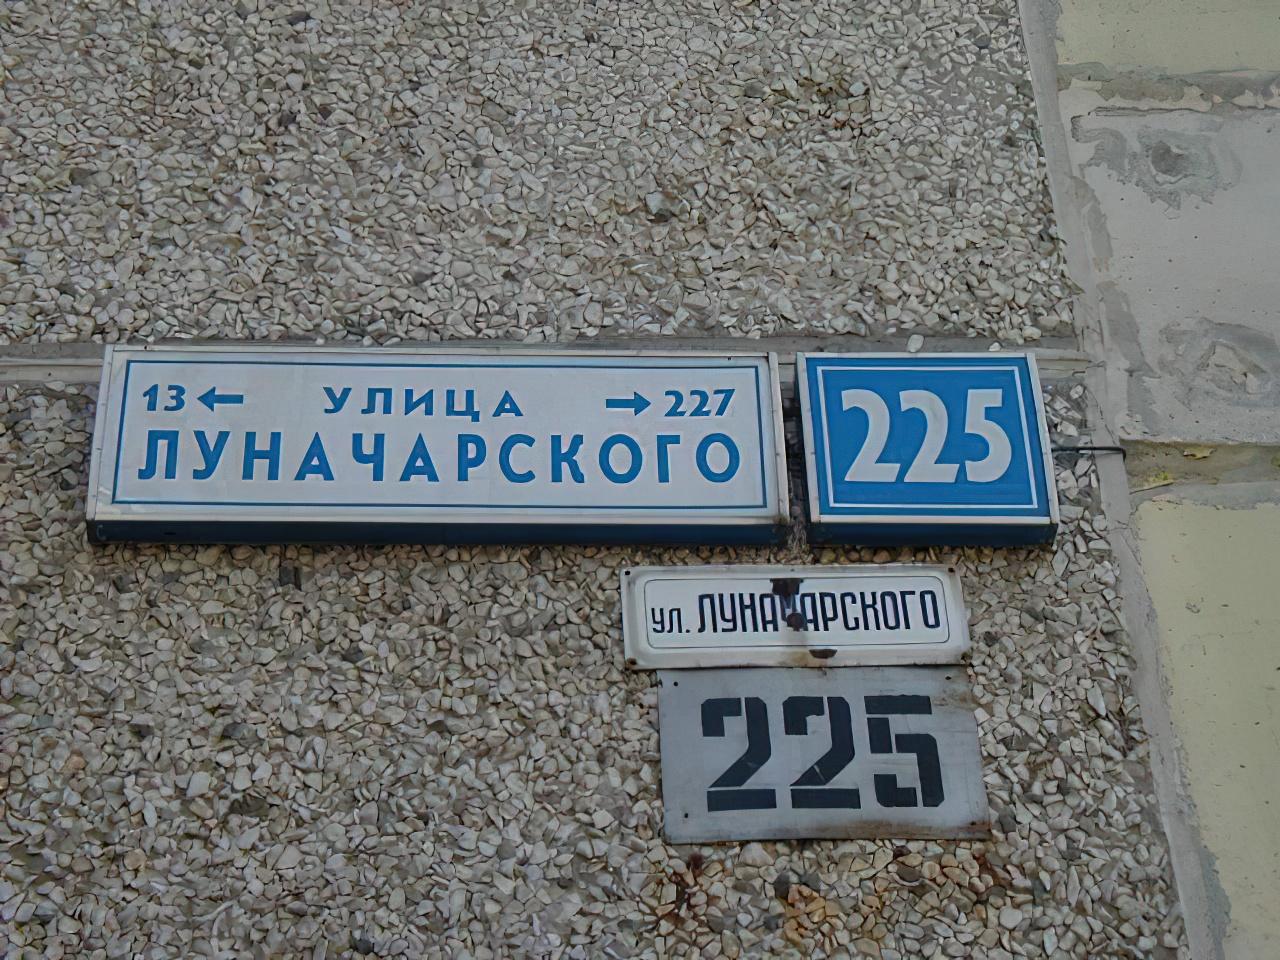 13 ← УЛИЦА → 227
ЛУНАЧАРСКОГО
225
ул. ЛУНАЧАРСКОГО
225